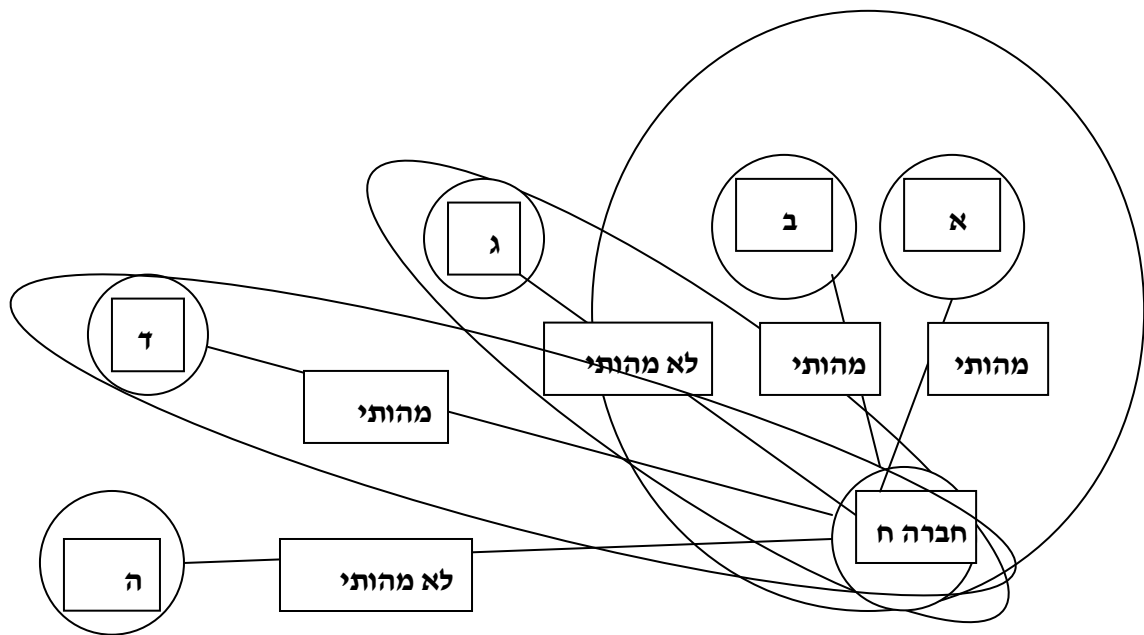 א
ב
ג
מהותי
מהותי
לא מהותי
ד
מהותי
חברה ח
לא מהותי
ה